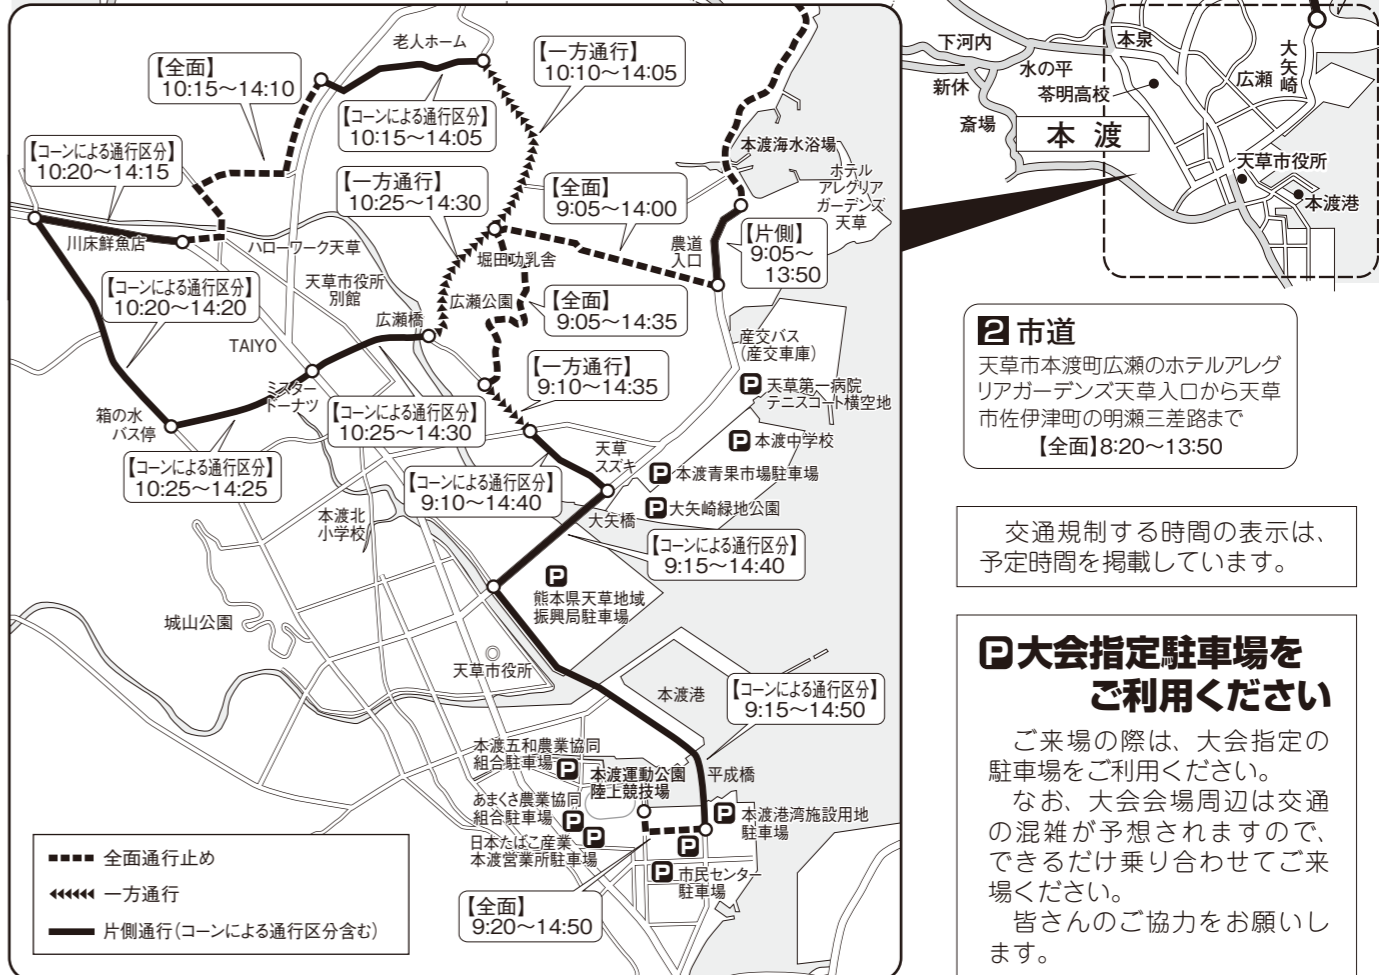 老人ホーム
【全面】
10:15〜14:10
【一方通行】
10:10〜14:05
【コーンによる通行区分】
10:15〜14:05
【コーンによる通行区分】
10:20〜14:15
【一方通行】
10:25〜14:30
【全面】
9:05〜14:00
本渡海水浴場
ホテル
アレグリア
ガーデンズ
天草
農道
入口
【片側】
9:05〜
13:50
川床鮮魚店
ハローワーク天草
堀田功乳舎
天草市役所
別館
広瀬公園
【コーンによる通行区分】
10:20〜14:20
【全面】
9:05〜14:35
広瀬橋
TAIYO
産交バス
(産交車庫)
【一方通行】
9:10〜14:35
ミスター
ドーナツ
P 天草第一病院
テニスコート横空地
箱の水
バス停
【コーンによる通行区分】
10:25〜14:30
P 本渡中学校
天草
スズキ
【コーンによる通行区分】
10:25〜14:25
【コーンによる通行区分】
9:10〜14:40
P 本渡青果市場駐車場
P 大矢崎緑地公園
本渡北
小学校
大矢橋
【コーンによる通行区分】
9:15〜14:40
P
熊本県天草地域
振興局駐車場
城山公園
天草市役所
本渡港
【コーンによる通行区分】
9:15〜14:50
本渡五和農業協同
組合駐車場 P
本渡運動公園
陸上競技場
平成橋
あまくさ農業協同
組合駐車場 P
P 本渡港湾施設用地
駐車場
日本たばこ産業 P
本渡営業所駐車場
P
P 市民センター
駐車場
【全面】
9:20〜14:50
全面通行止め
一方通行
片側通行(コーンによる通行区分含む)
下河内
本泉
大矢崎
水の平
広瀬
新休
苓明高校
斎場
本渡
天草市役所
本渡港
2 市道
天草市本渡町広瀬のホテルアレグ
リアガーデンズ天草入口から天草
市佐伊津町の明瀬三差路まで
【全面】8:20〜13:50
交通規制する時間の表示は、
予定時間を掲載しています。
P大会指定駐車場を
ご利用ください
ご来場の際は、大会指定の
駐車場をご利用ください。
なお、大会会場周辺は交通
の混雑が予想されますので、
できるだけ乗り合わせてご来
場ください。
皆さんのご協力をお願いし
ます。